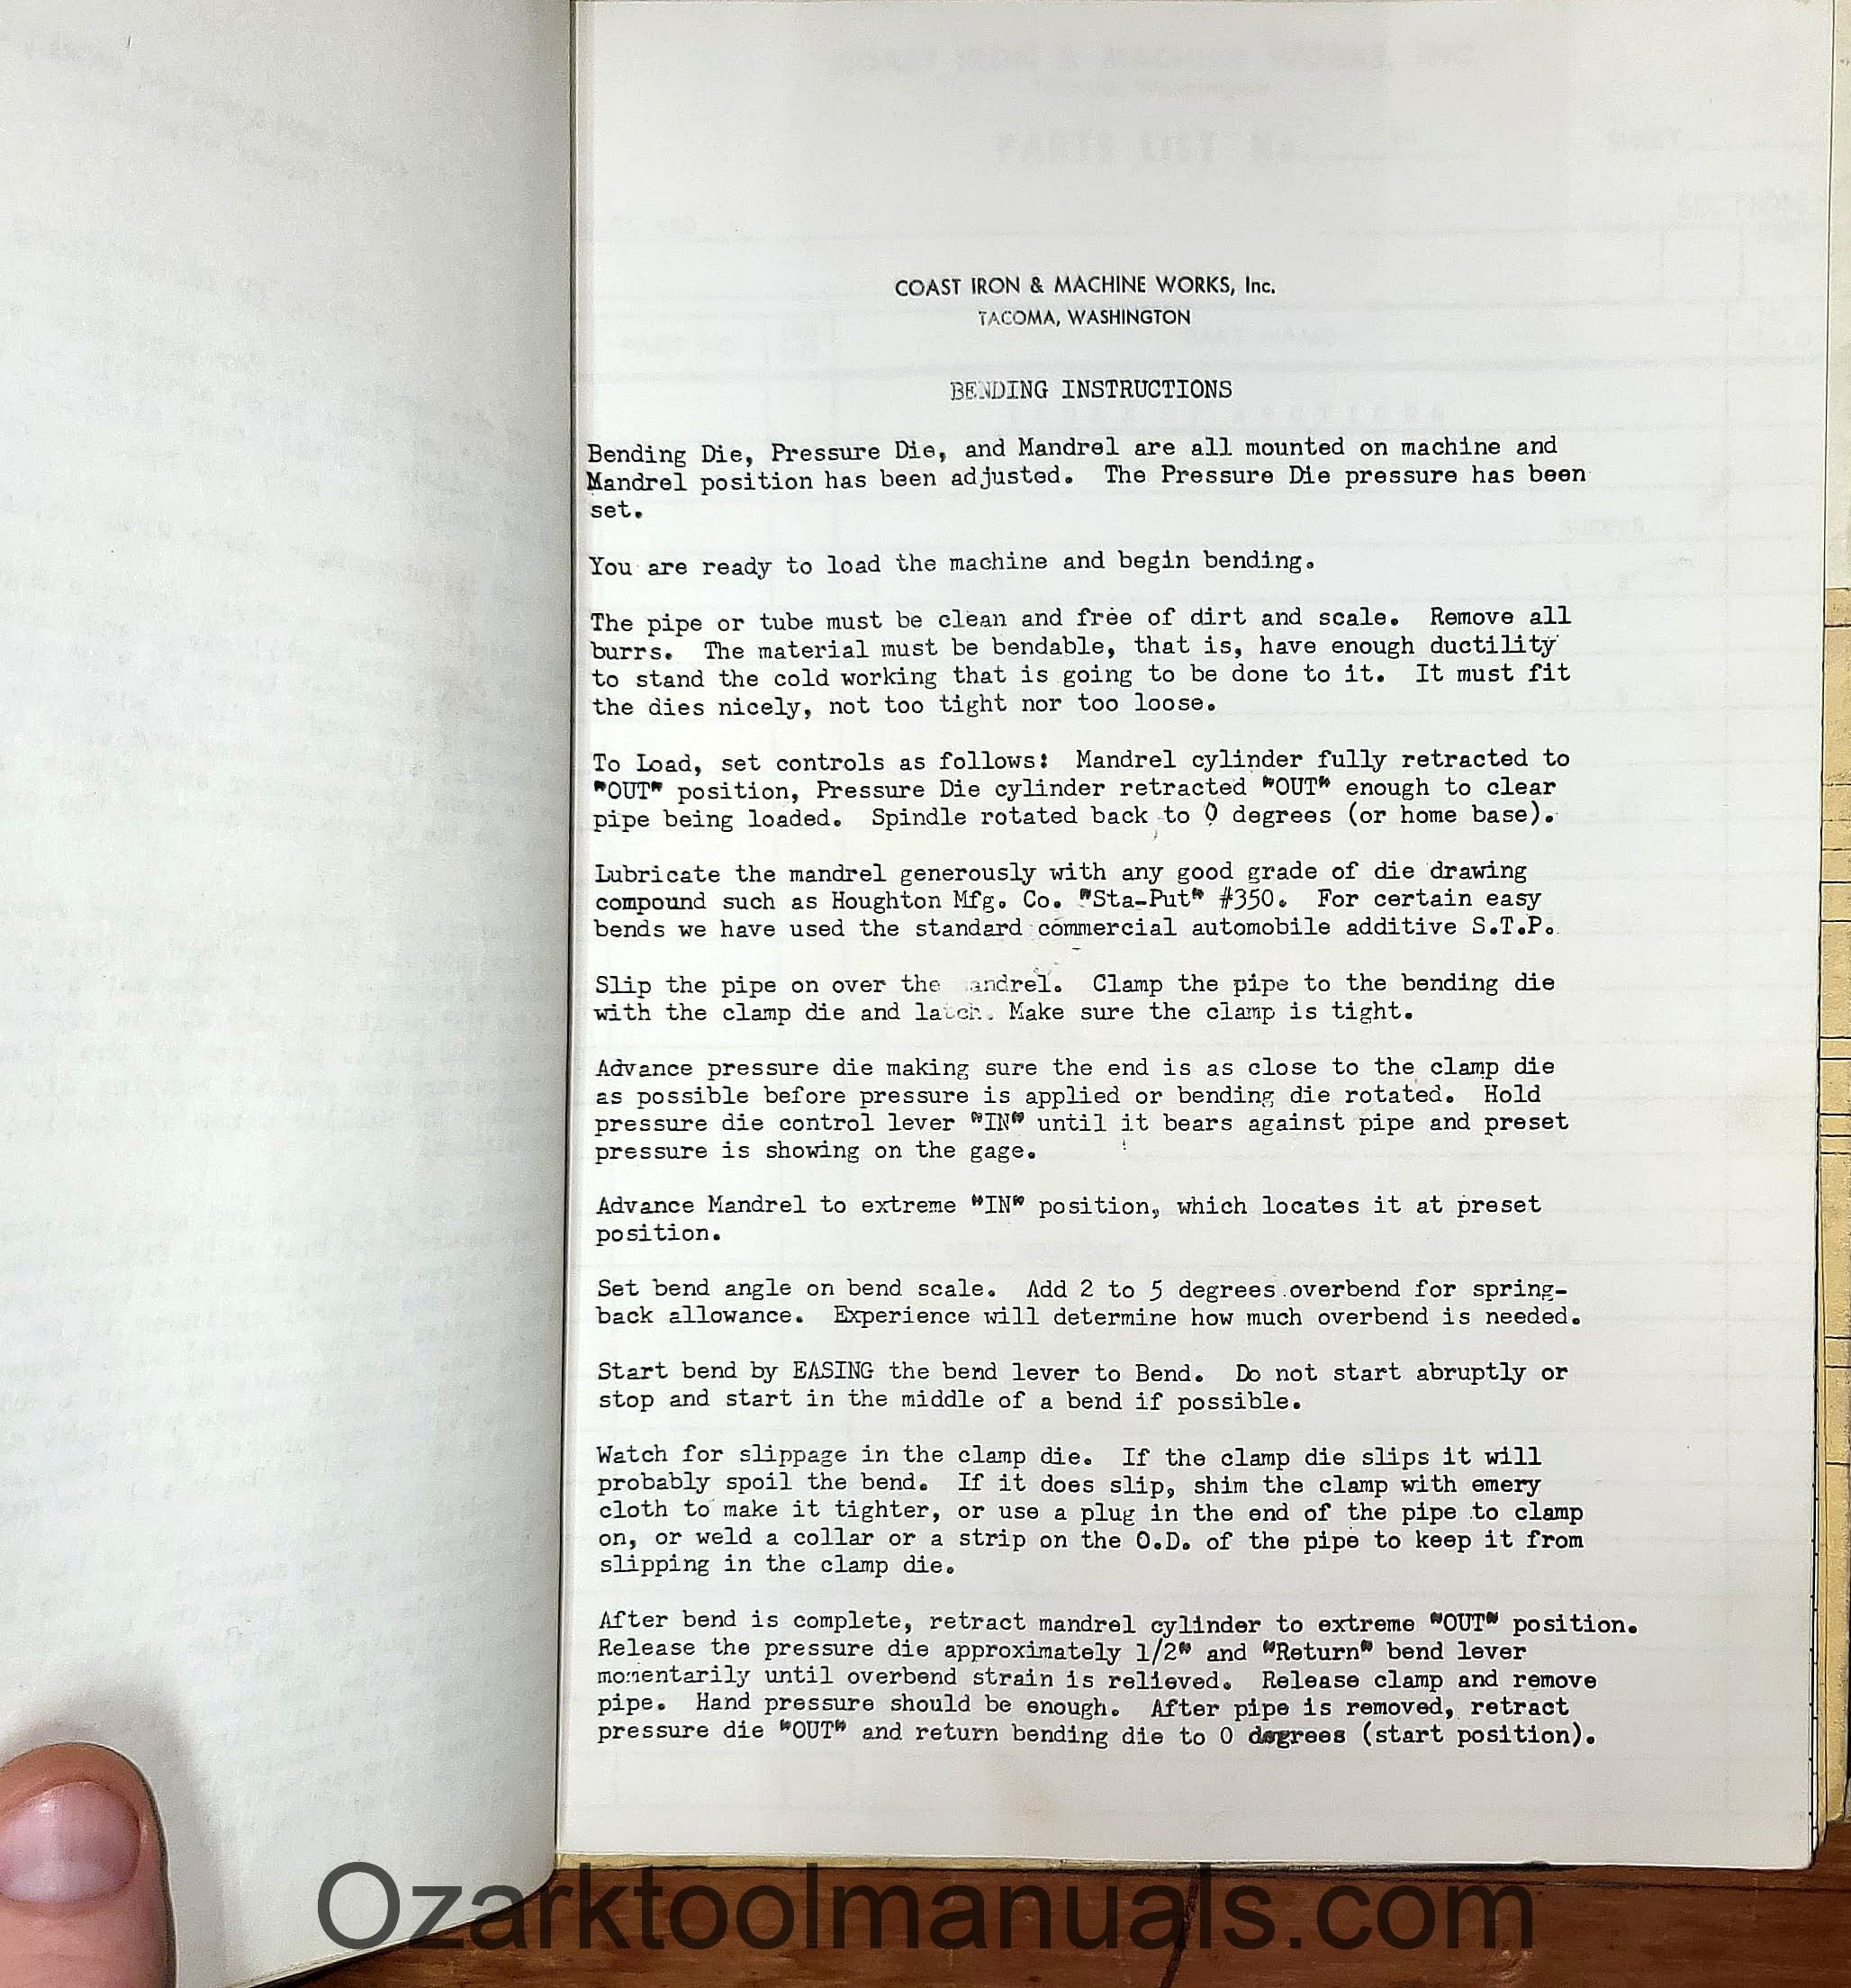 COAST IRON & MACHINE WORKS, Inc.
TACOMA, WASHINGTON
BENDING INSTRUCTIONS
Bending Die, Pressure Die, and Mandrel are all mounted on machine and
Mandrel position has been adjusted. The Pressure Die pressure has been
set.
You are ready to load the machine and begin bending.
The pipe or tube must be clean and free of dirt and scale. Remove all
burrs. The material must be bendable, that is, have enough ductility
to stand the cold working that is going to be done to it. It must fit
the dies nicely, not too tight nor too loose.
To Load, set controls as follows: Mandrel cylinder fully retracted to
"OUT" position, Pressure Die cylinder retracted "OUT" enough to clear
pipe being loaded. Spindle rotated back to 0 degrees (or home base).
Lubricate the mandrel generously with any good grade of die drawing
compound such as Houghton Mfg. Co. "Sta-Put" #350. For certain easy
bends we have used the standard commercial automobile additive S.T.P.
Slip the pipe on over the mandrel. Clamp the pipe to the bending die
with the clamp die and latch. Make sure the clamp is tight.
Advance pressure die making sure the end is as close to the clamp die
as possible before pressure is applied or bending die rotated. Hold
pressure die control lever "IN" until it bears against pipe and preset
pressure is showing on the gage.
Advance Mandrel to extreme "IN" position, which locates it at preset
position.
Set bend angle on bend scale. Add 2 to 5 degrees overbend for spring-
back allowance. Experience will determine how much overbend is needed.
Start bend by EASING the bend lever to Bend. Do not start abruptly or
stop and start in the middle of a bend if possible.
Watch for slippage in the clamp die. If the clamp die slips it will
probably spoil the bend. If it does slip, shim the clamp with emery
cloth to make it tighter, or use a plug in the end of the pipe to clamp
on, or weld a collar or a strip on the O.D. of the pipe to keep it from
slipping in the clamp die.
After bend is complete, retract mandrel cylinder to extreme "OUT" position.
Release the pressure die approximately 1/2" and "Return" bend lever
momentarily until overbend strain is relieved. Release clamp and remove
pipe. Hand pressure should be enough. After pipe is removed, retract
pressure die "OUT" and return bending die to 0 degrees (start position).
Ozarktoolmanuals.com